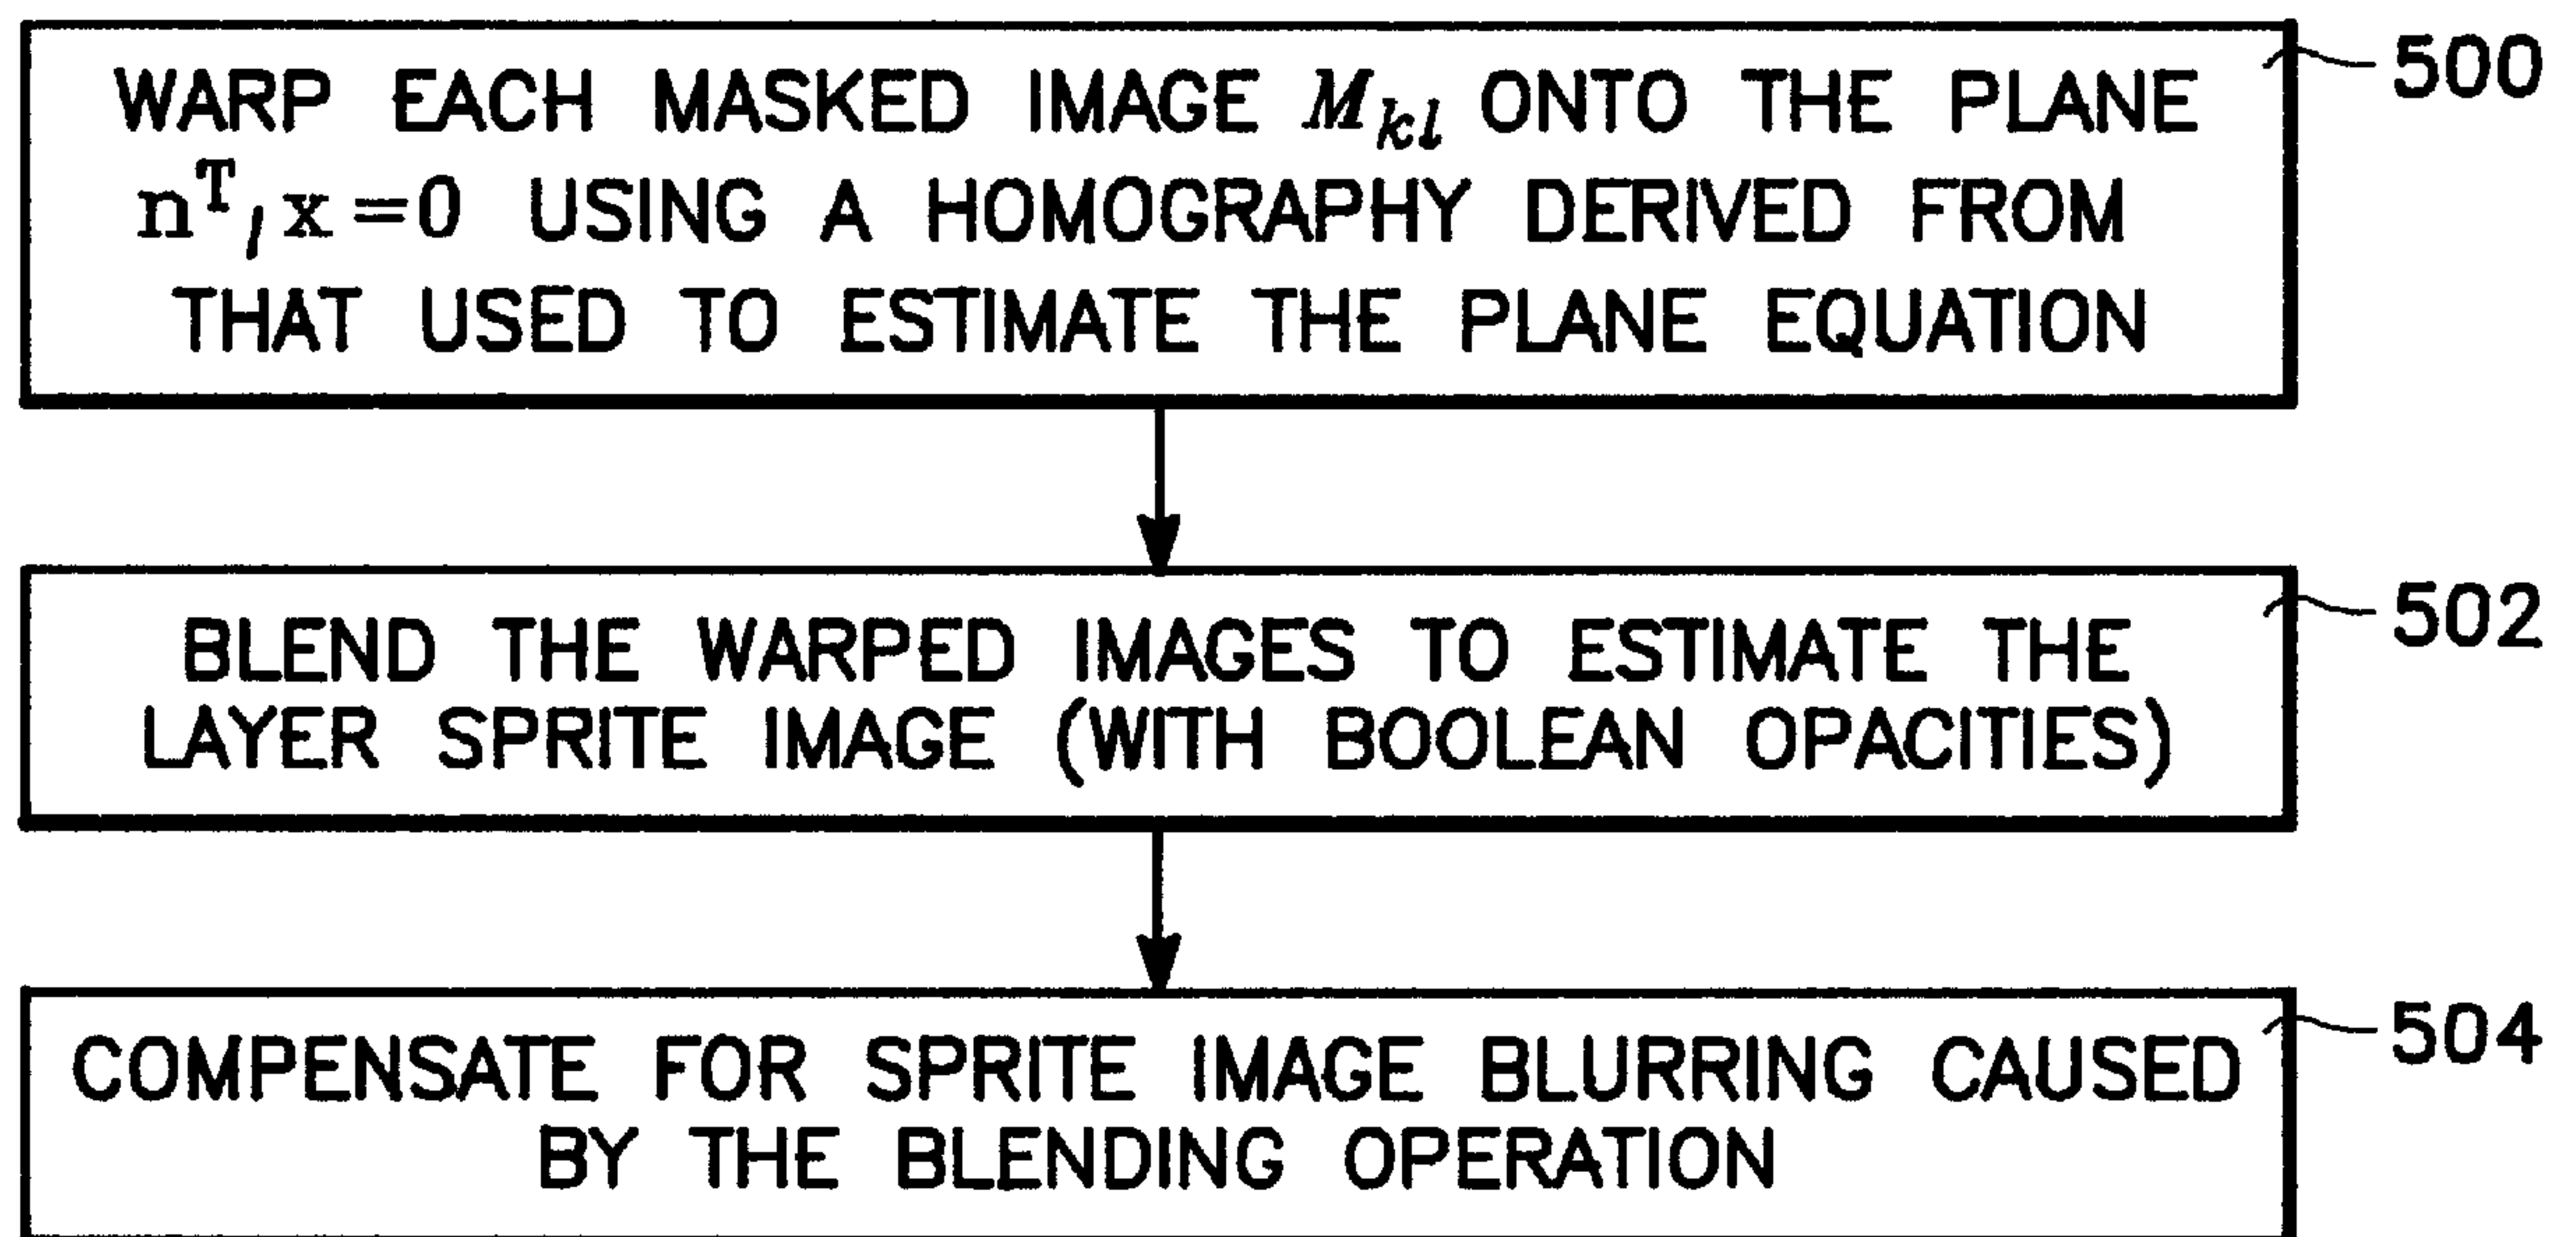 WARP EACH MASKED IMAGE Mkl ONTO THE PLANE
n^T, x = 0 USING A HOMOGRAPHY DERIVED FROM
THAT USED TO ESTIMATE THE PLANE EQUATION
500
BLEND THE WARPED IMAGES TO ESTIMATE THE
LAYER SPRITE IMAGE (WITH BOOLEAN OPACITIES)
502
COMPENSATE FOR SPRITE IMAGE BLURRING CAUSED
BY THE BLENDING OPERATION
504